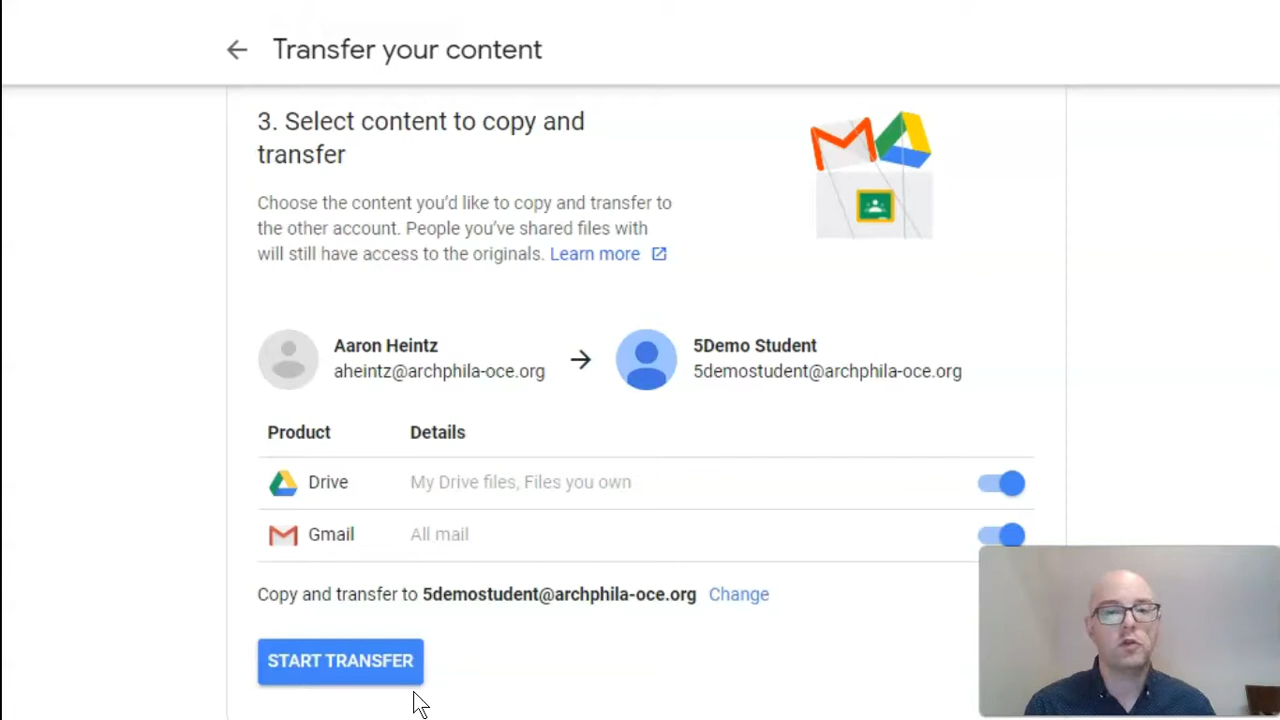 Transfer your content
3. Select content to copy and
transfer
Choose the content you'd like to copy and transfer to
the other account. People you've shared files with
will still have access to the originals. Learn more
Aaron Heintz
aheintz@archphila-oce.org
5Demo Student
5demostudent@archphila-oce.org
Product Details
Drive My Drive files, Files you own
Gmail All mail
Copy and transfer to 5demostudent@archphila-oce.org Change
START TRANSFER